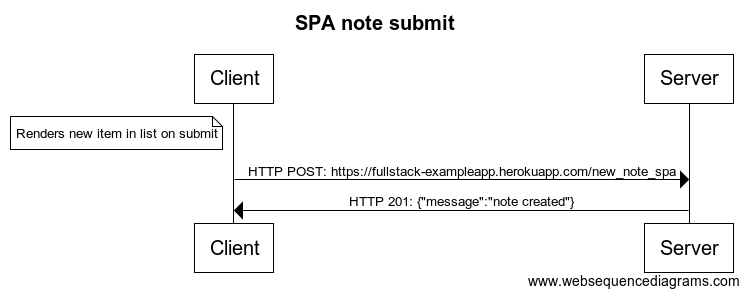 SPA note submit
Client
Server
Renders new item in list on submit
HTTP POST: https://fullstack-exampleapp.herokuapp.com/new_note_spa
HTTP 201: {"message":"note created"}
Client
Server
www.websequencediagrams.com